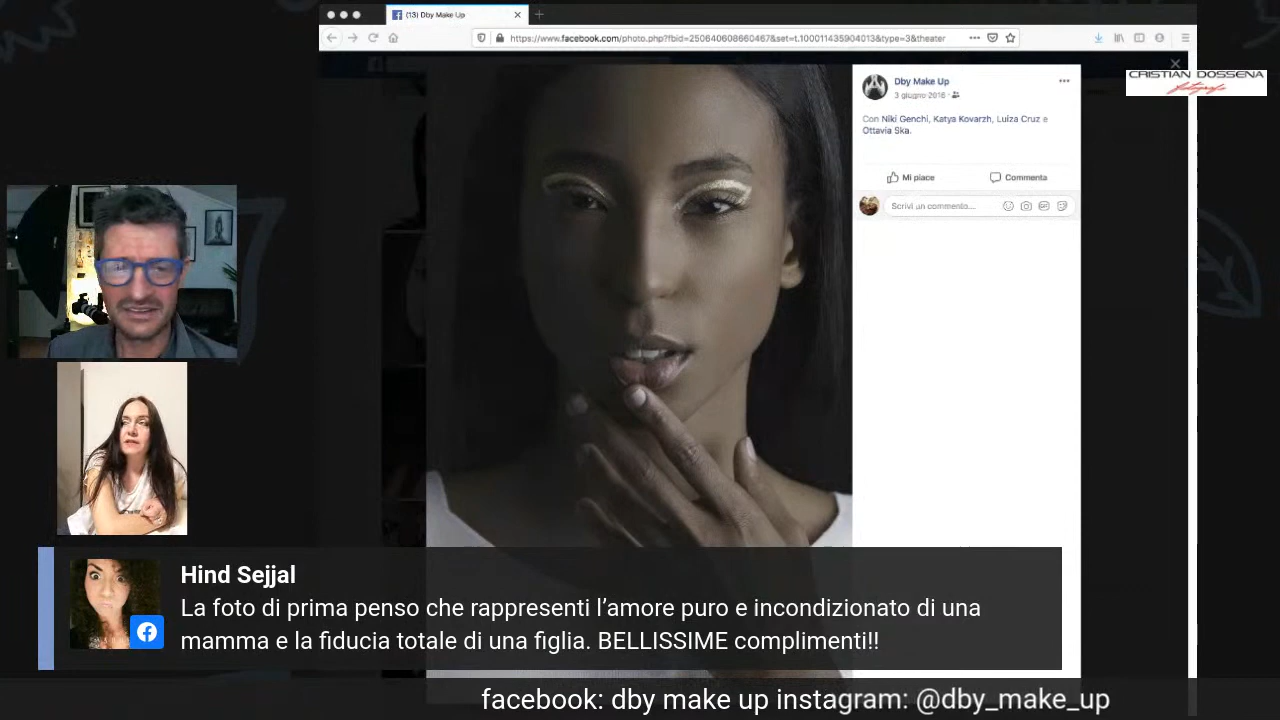 (13) Dby Make Up
https://www.facebook.com/photo.php?fbid=250640608660467&set=t.100011435904013&type=3&theater
CRISTIAN DOSSENA
fotografo
Dby Make Up
3 giugno 2016
Con Niki Genchi, Katya Kovarzh, Luiza Cruz e
Ottavia Ska.
Mi piace
Commenta
Scrivi un commento...
GIF
Hind Sejjal
La foto di prima penso che rappresenti l’amore puro e incondizionato di una
mamma e la fiducia totale di una figlia. BELLISSIME complimenti!!
facebook: dby make up instagram: @dby_make_up